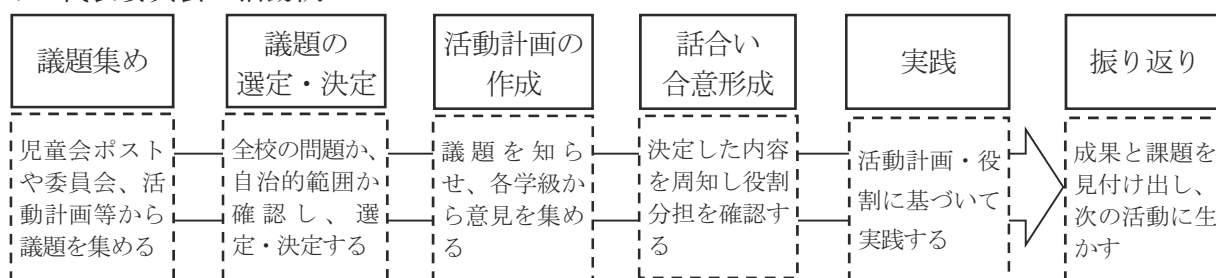 議題集め
議題の
選定・決定
活動計画の
作成
話合い
合意形成
実践
振り返り
児童会ポスト
や委員会、活
動計画等から
議題を集める
全校の問題か、
自治的範囲か
確認し、選
定・決定する
議題を知ら
せ、各学級か
ら意見を集め
る
決定した内容
を周知し役割
分担を確認す
る
活動計画・役
割に基づいて
実践する
成果と課題を
見付け出し、
次の活動に生
かす